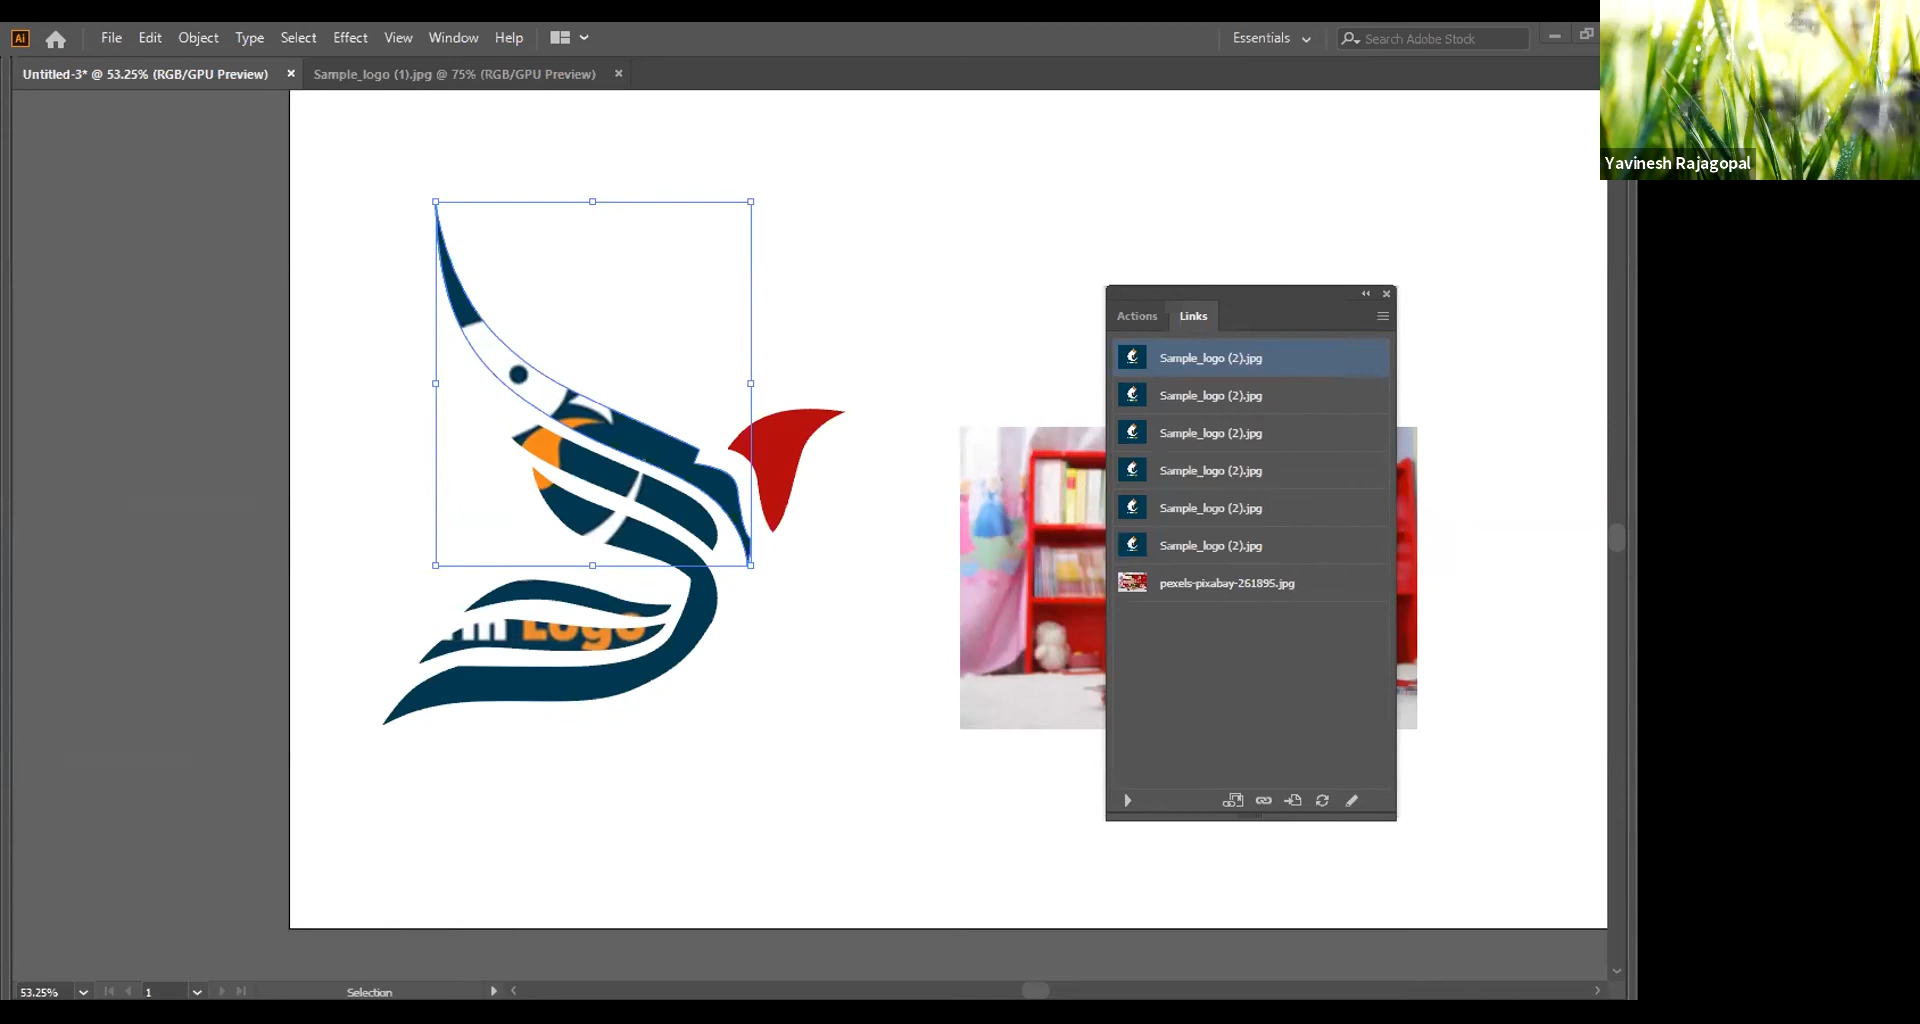 Ai File Edit Object Type Select Effect View Window Help Essentials Search Adobe Stock
Untitled-3* @ 53.25% (RGB/GPU Preview) × Sample_logo (1).jpg @ 75% (RGB/GPU Preview) ×
Yavinesh Rajagopal
Actions Links
Sample_logo (2).jpg
Sample_logo (2).jpg
Sample_logo (2).jpg
Sample_logo (2).jpg
Sample_logo (2).jpg
Sample_logo (2).jpg
pexels-pixabay-261895.jpg
Logo
53.25% 1 Selection